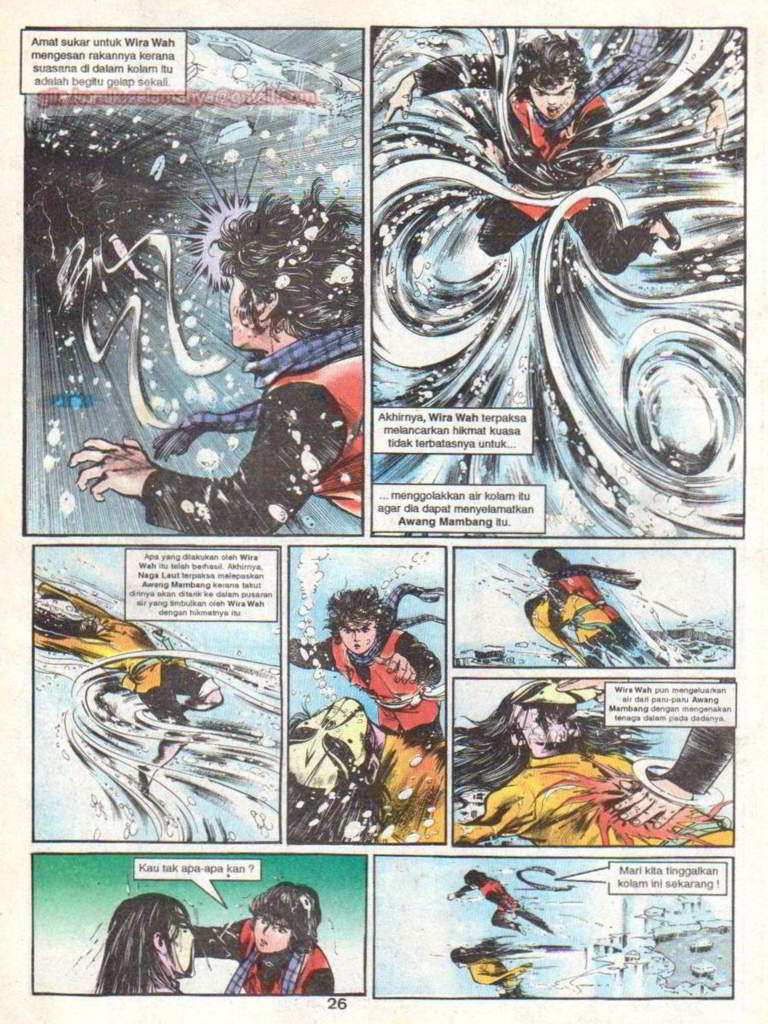 Amat sukar untuk Wira Wah
mengesan rakannya kerana
suasana di dalam kolam itu
adalah begitu gelap sekali.
Akhirnya, Wira Wah terpaksa
melancarkan hikmat kuasa
tidak terbatasnya untuk...
... menggolakkan air kolam itu
agar dia dapat menyelamatkan
Awang Mambang itu.
Apa yang dilakukan oleh Wira
Wah itu telah berhasil. Akhirnya,
Naga Laut terpaksa melepaskan
Awang Mambang kerana takut
dirinya akan ditarik ke dalam pusaran
air yang timbulkan oleh Wira Wah
dengan hikmatnya itu.
Wira Wah pun mengeluarkan
air dari paru-paru Awang
Mambang dengan mengenakan
tenaga dalam pada dadanya.
Kau tak apa-apa kan ?
Mari kita tinggalkan
kolam ini sekarang !
26